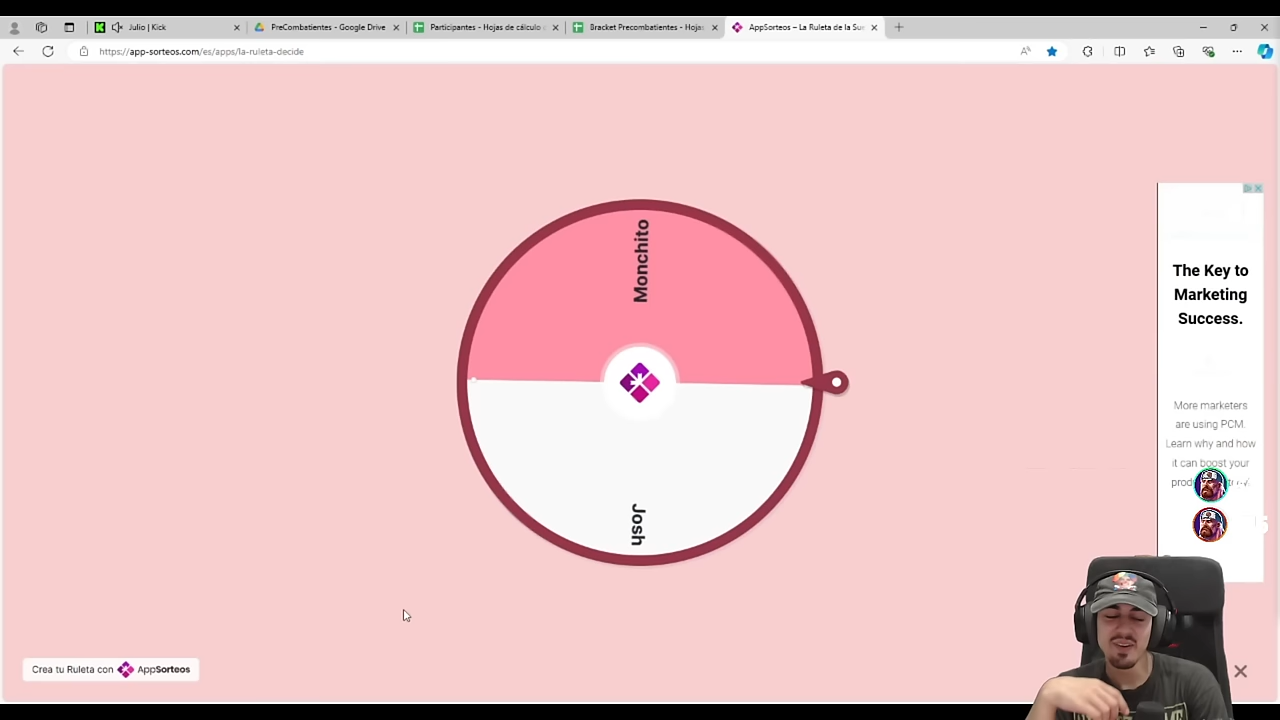 Julio | Kick
PreCombatientes - Google Drive
Participantes - Hojas de cálculo
Bracket Precombatientes - Hojas
AppSorteos – La Ruleta de la Sue
https://app-sorteos.com/es/apps/la-ruleta-decide
Monchito
Josh
The Key to
Marketing
Success.
More marketers
are using PCM.
Learn why and how
it can boost your
Crea tu Ruleta con AppSorteos